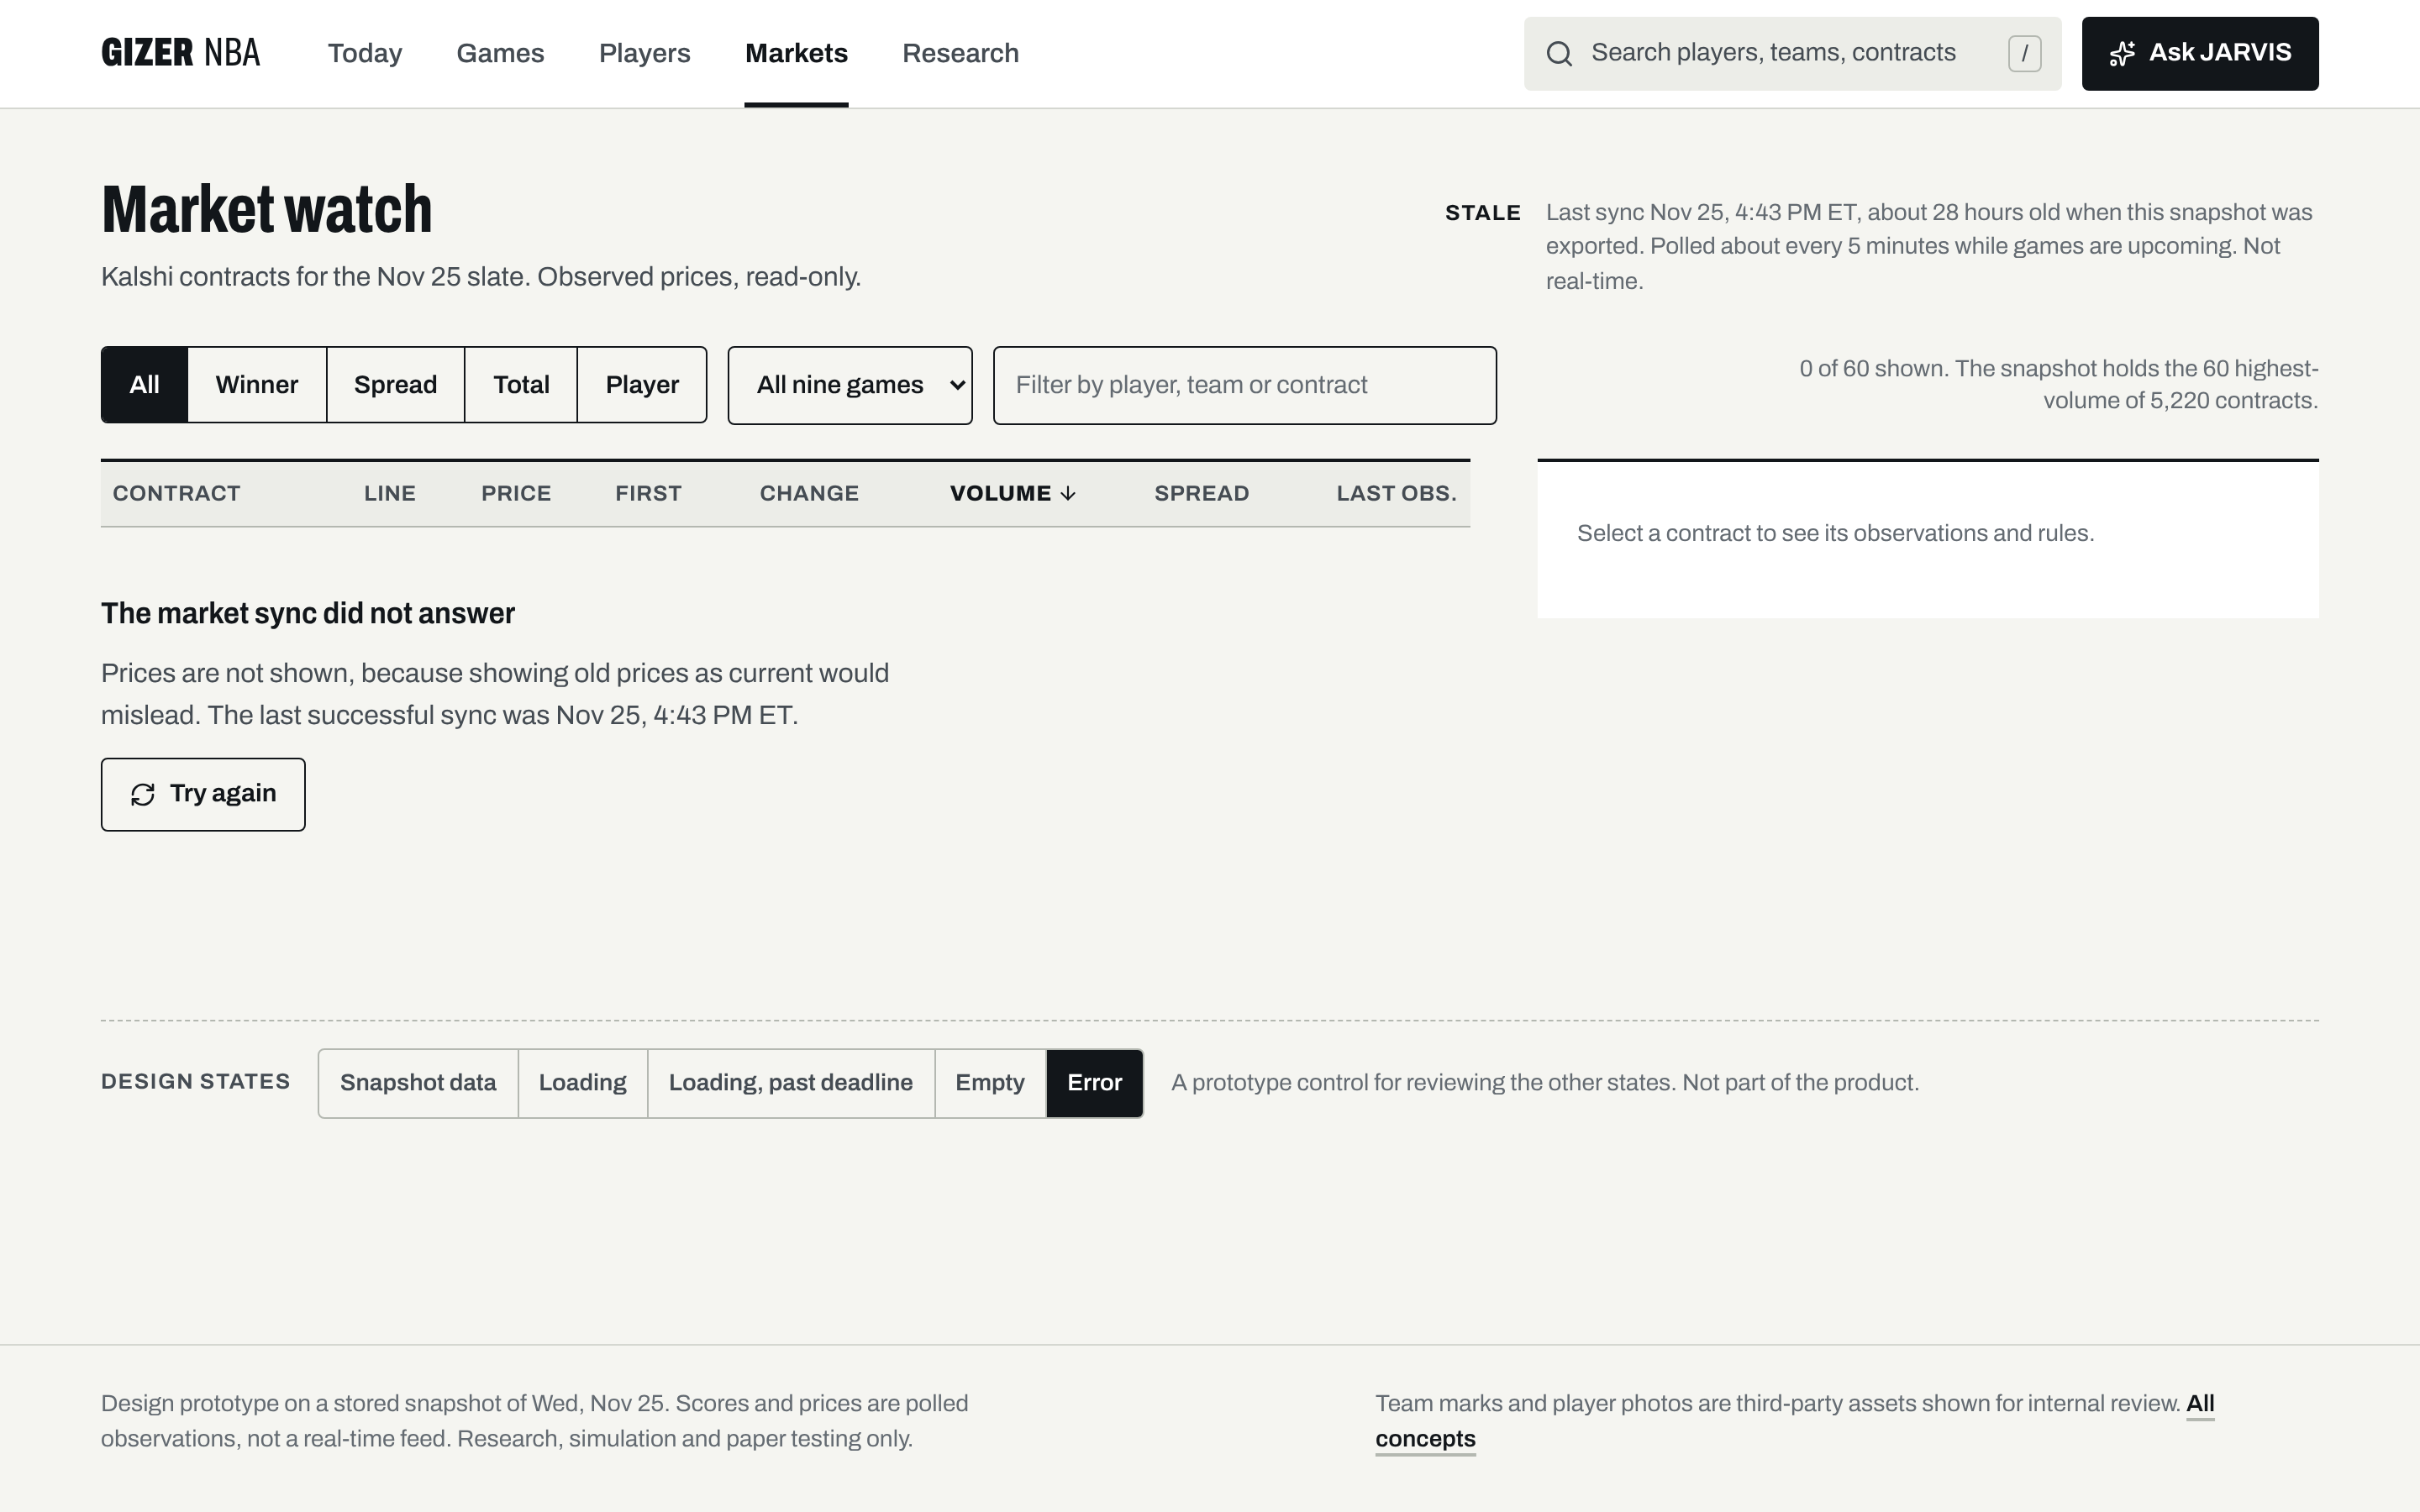 GIZER NBA
Today
Games
Players
Markets
Research
Search players, teams, contracts
/
Ask JARVIS
Market watch
Kalshi contracts for the Nov 25 slate. Observed prices, read-only.
STALE
Last sync Nov 25, 4:43 PM ET, about 28 hours old when this snapshot was
exported. Polled about every 5 minutes while games are upcoming. Not
real-time.
All
Winner
Spread
Total
Player
All nine games
Filter by player, team or contract
0 of 60 shown. The snapshot holds the 60 highest-
volume of 5,220 contracts.
CONTRACT
LINE
PRICE
FIRST
CHANGE
VOLUME ↓
SPREAD
LAST OBS.
Select a contract to see its observations and rules.
The market sync did not answer
Prices are not shown, because showing old prices as current would
mislead. The last successful sync was Nov 25, 4:43 PM ET.
Try again
DESIGN STATES
Snapshot data
Loading
Loading, past deadline
Empty
Error
A prototype control for reviewing the other states. Not part of the product.
Design prototype on a stored snapshot of Wed, Nov 25. Scores and prices are polled
observations, not a real-time feed. Research, simulation and paper testing only.
Team marks and player photos are third-party assets shown for internal review. All
concepts